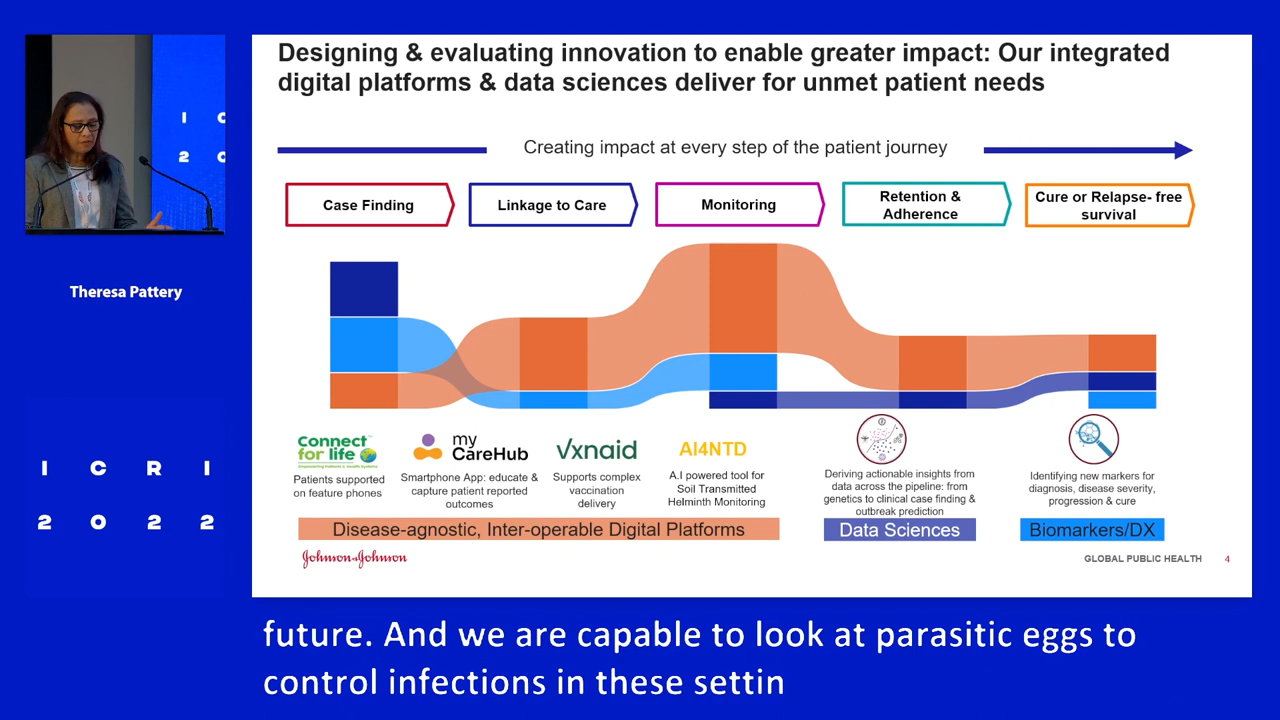 Designing & evaluating innovation to enable greater impact: Our integrated
digital platforms & data sciences deliver for unmet patient needs
Creating impact at every step of the patient journey
Case Finding
Linkage to Care
Monitoring
Retention &
Adherence
Cure or Relapse- free
survival
I C
2 0
Theresa Pattery
Connect
for life
Patients supported
on feature phones
my
CareHub
Smartphone App: educate &
capture patient reported
outcomes
Vxnaid
Supports complex
vaccination
delivery
AI4NTD
A.I powered tool for
Soil Transmitted
Helminth Monitoring
Deriving actionable insights from
data across the pipeline: from
genetics to clinical case finding &
outbreak prediction
Identifying new markers for
diagnosis, disease severity,
progression & cure
Disease-agnostic, Inter-operable Digital Platforms
Data Sciences
Biomarkers/DX
Johnson & Johnson
GLOBAL PUBLIC HEALTH 4
I C R I
2 0 2 2
future. And we are capable to look at parasitic eggs to
control infections in these settin